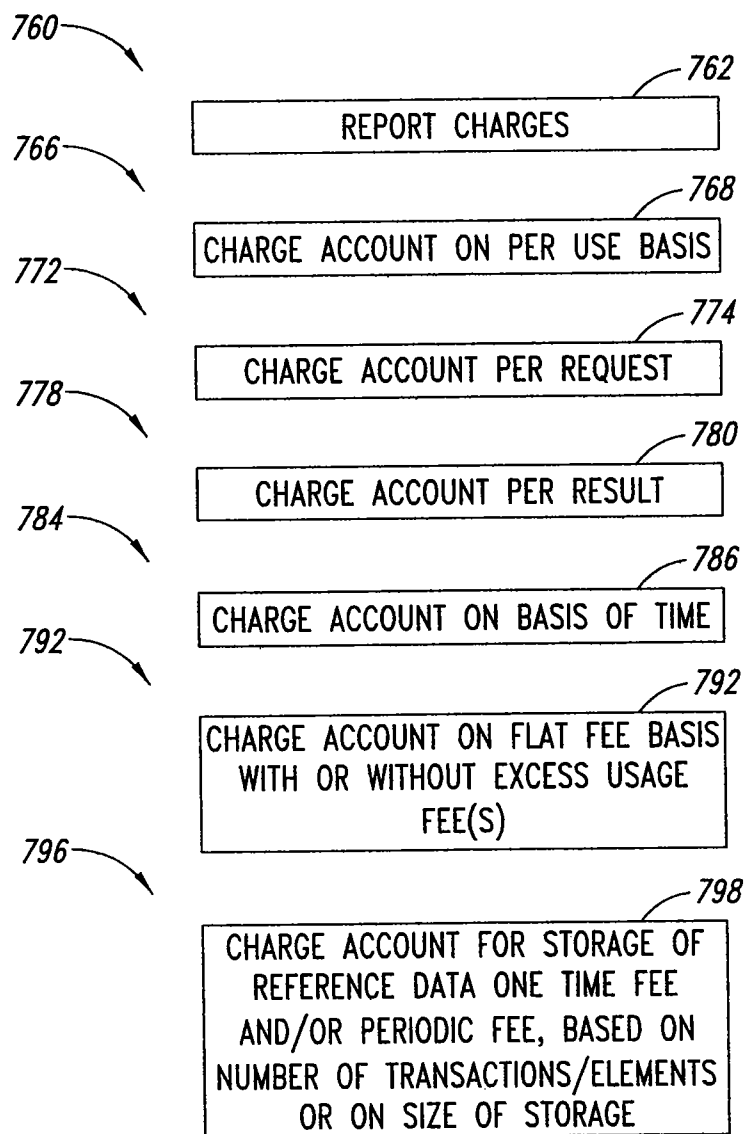 760
762
REPORT CHARGES
766
768
CHARGE ACCOUNT ON PER USE BASIS
772
774
CHARGE ACCOUNT PER REQUEST
778
780
CHARGE ACCOUNT PER RESULT
784
786
CHARGE ACCOUNT ON BASIS OF TIME
792
792
CHARGE ACCOUNT ON FLAT FEE BASIS
WITH OR WITHOUT EXCESS USAGE
FEE(S)
796
798
CHARGE ACCOUNT FOR STORAGE OF
REFERENCE DATA ONE TIME FEE
AND/OR PERIODIC FEE, BASED ON
NUMBER OF TRANSACTIONS/ELEMENTS
OR ON SIZE OF STORAGE